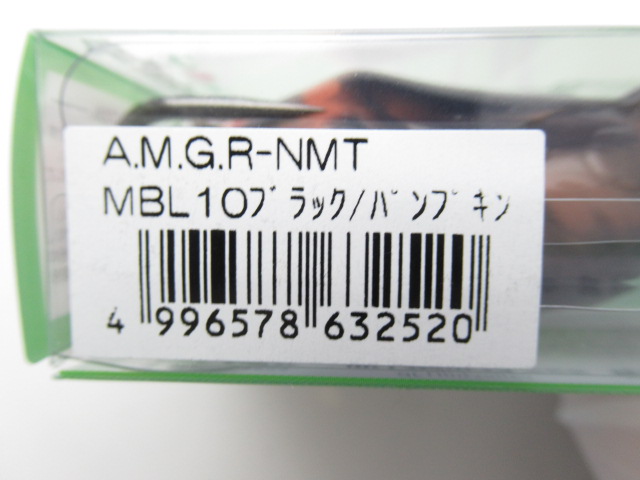 A.M.G.R-NMT
MBL10ﾌﾞﾗｯｸ/ﾊﾟﾝﾌﾟｷﾝ
4 996578 632520